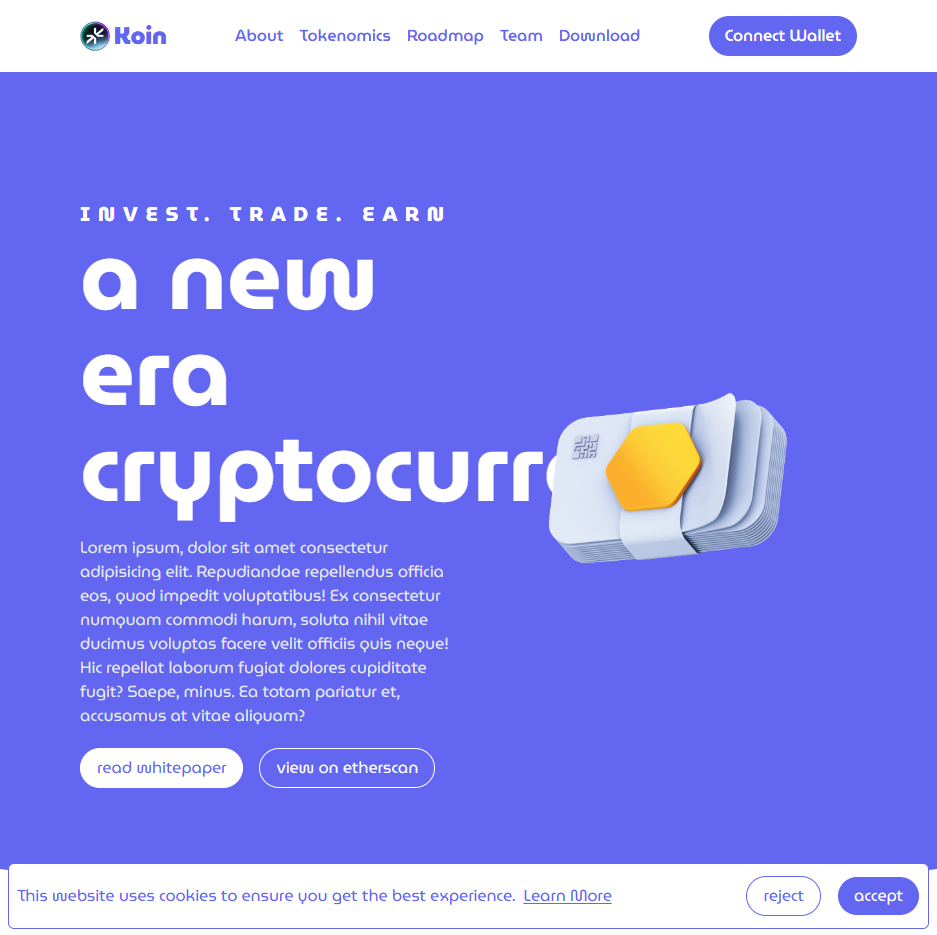 Koin
About Tokenomics Roadmap Team Download
Connect Wallet
INVEST. TRADE. EARN
a new
era
cryptocurr
Lorem ipsum, dolor sit amet consectetur
adipisicing elit. Repudiandae repellendus officia
eos, quod impedit voluptatibus! Ex consectetur
numquam commodi harum, soluta nihil vitae
ducimus voluptas facere velit officiis quis neque!
Hic repellat laborum fugiat dolores cupiditate
fugit? Saepe, minus. Ea totam pariatur et,
accusamus at vitae aliquam?
read whitepaper
view on etherscan
This website uses cookies to ensure you get the best experience. Learn More
reject
accept